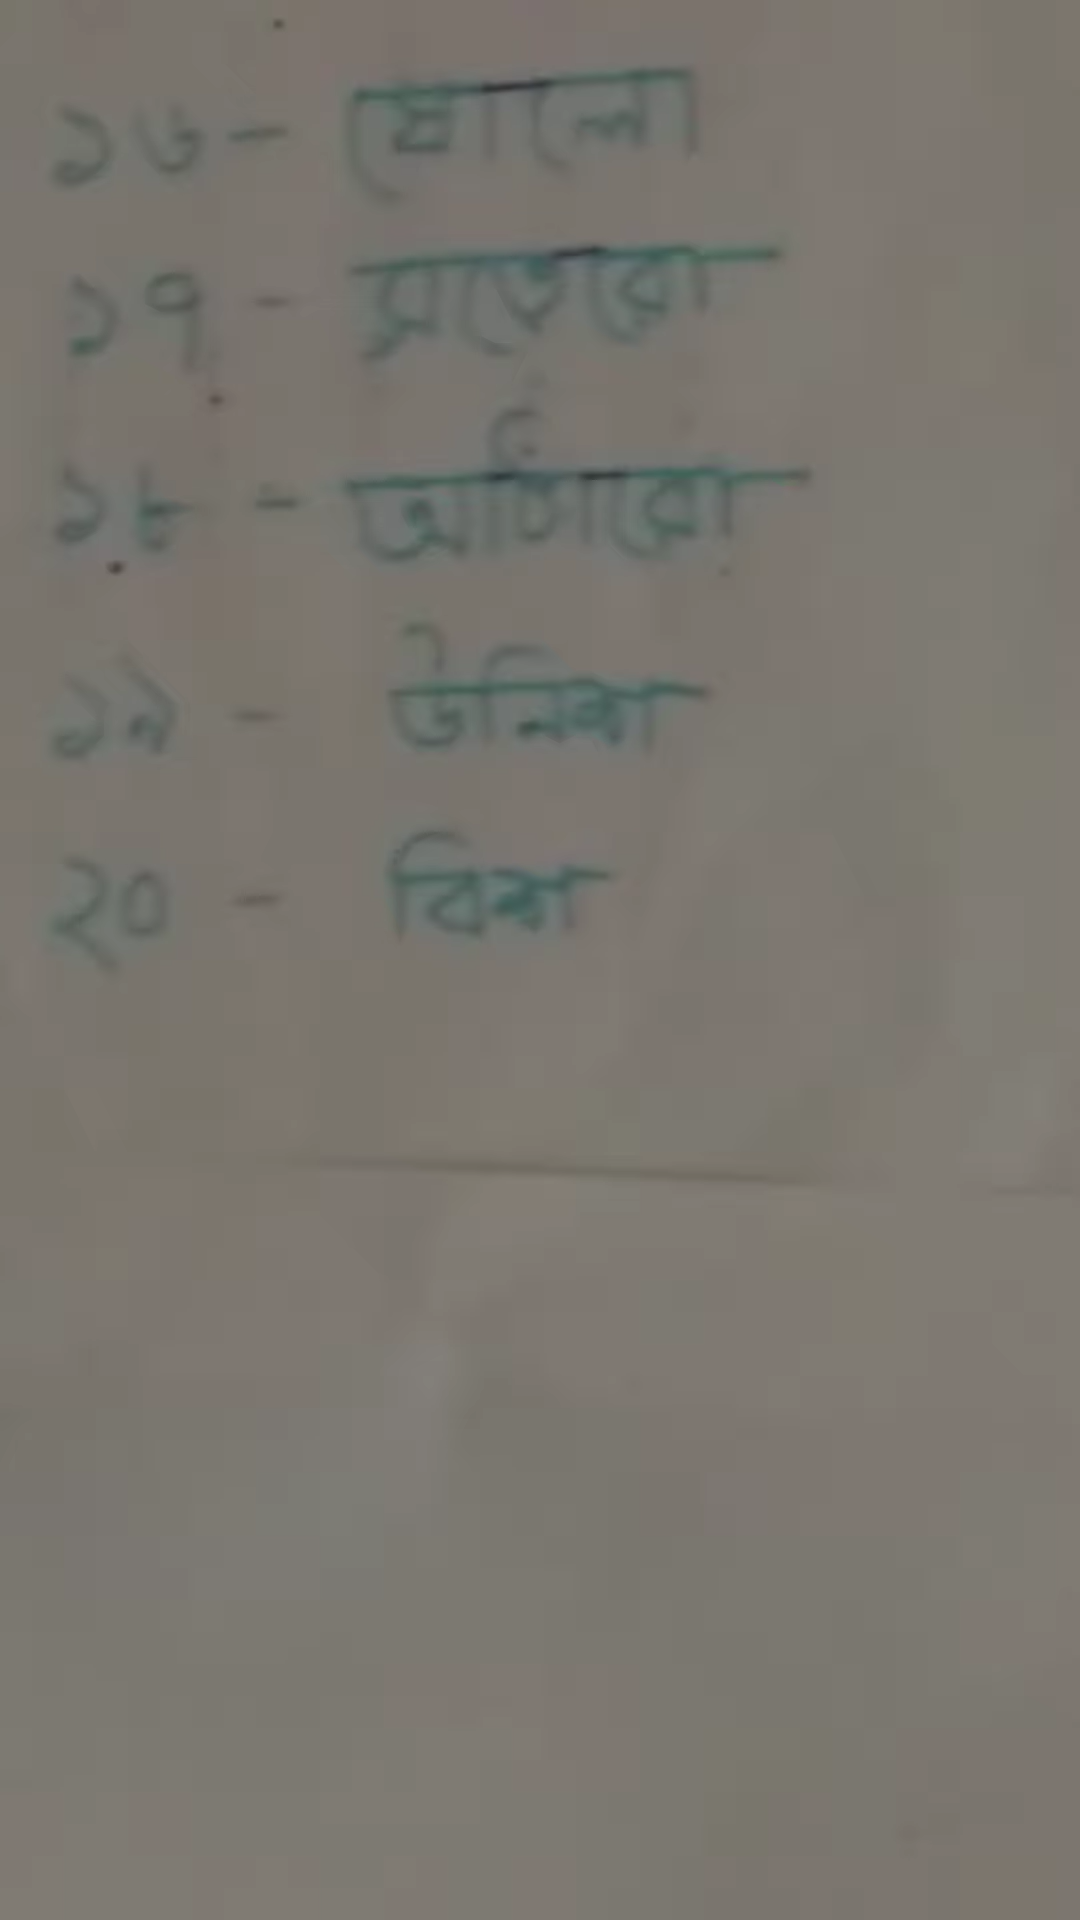 ১৬ - ষোলো
১৭ - সতেরো
১৮ - আঠারো
১৯ - উনিশ
২০ - বিশ